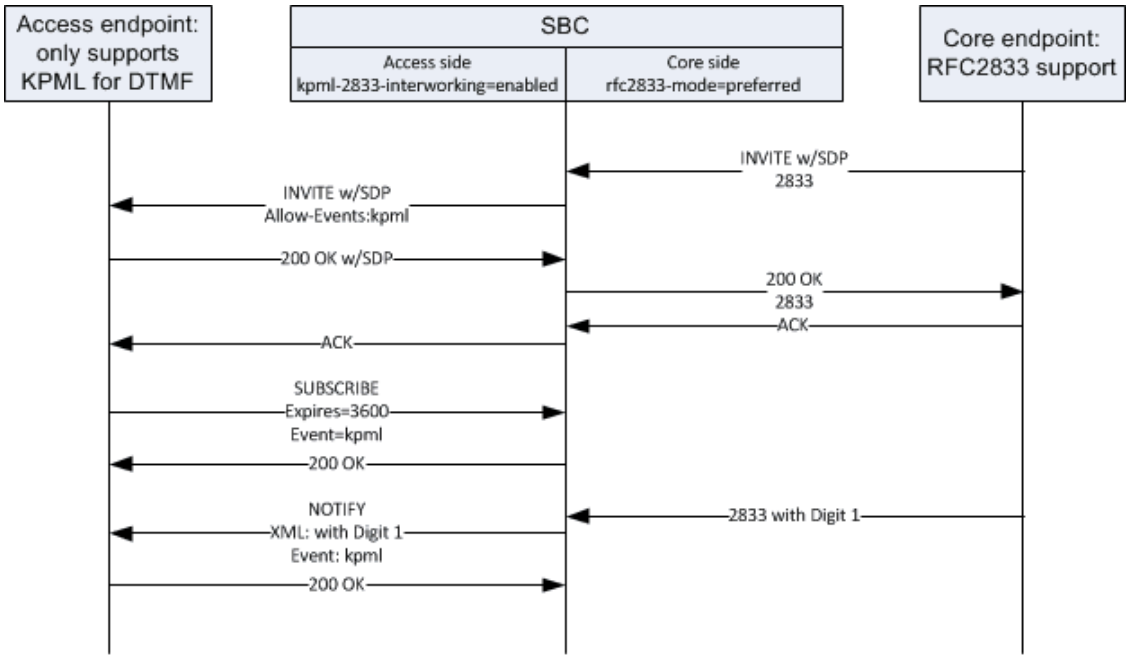 Access endpoint:
only supports
KPML for DTMF
SBC
Access side
kpml-2833-interworking=enabled
Core side
rfc2833-mode=preferred
Core endpoint:
RFC2833 support
INVITE w/SDP
2833
INVITE w/SDP
Allow-Events:kpml
200 OK w/SDP
200 OK
2833
ACK
ACK
SUBSCRIBE
Expires=3600
Event=kpml
200 OK
2833 with Digit 1
NOTIFY
XML: with Digit 1
Event: kpml
200 OK